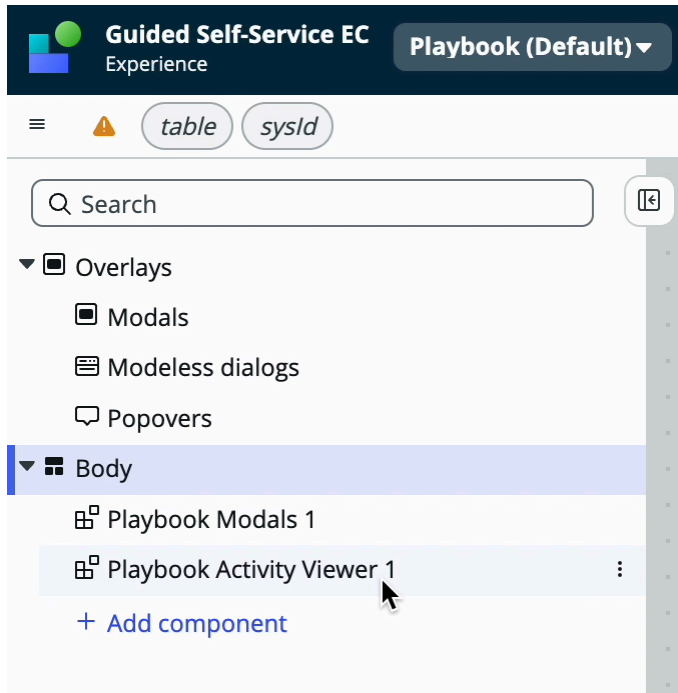 Guided Self-Service EC
Experience
Playbook (Default)
table
sysId
Search
Overlays
Modals
Modeless dialogs
Popovers
Body
Playbook Modals 1
Playbook Activity Viewer 1
+ Add component